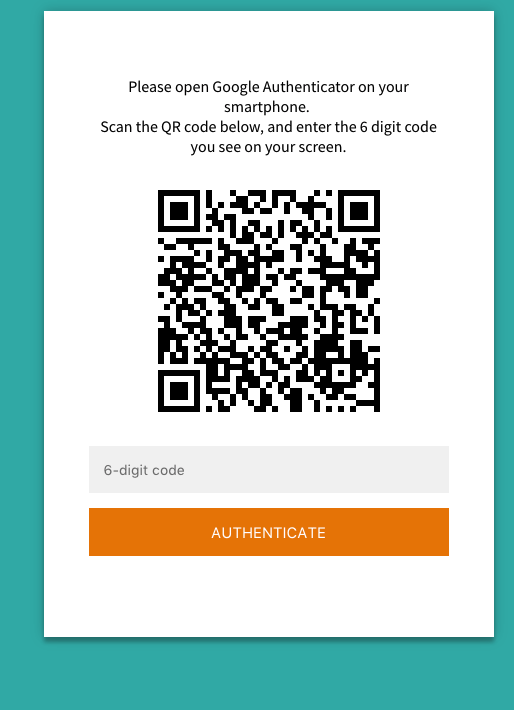 Please open Google Authenticator on your
smartphone.
Scan the QR code below, and enter the 6 digit code
you see on your screen.
6-digit code
AUTHENTICATE